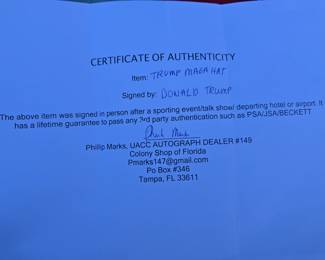 CERTIFICATE OF AUTHENTICITY
Item: TRUMP MAGA HAT
Signed by: DONALD TRUMP
The above item was signed in person after a sporting event/talk show/ departing hotel or airport. It
has a lifetime guarantee to pass any 3rd party authentication such as PSA/JSA/BECKETT
Phillip Marks, UACC AUTOGRAPH DEALER #149
Colony Shop of Florida
Pmarks147@gmail.com
Po Box #346
Tampa, FL 33611